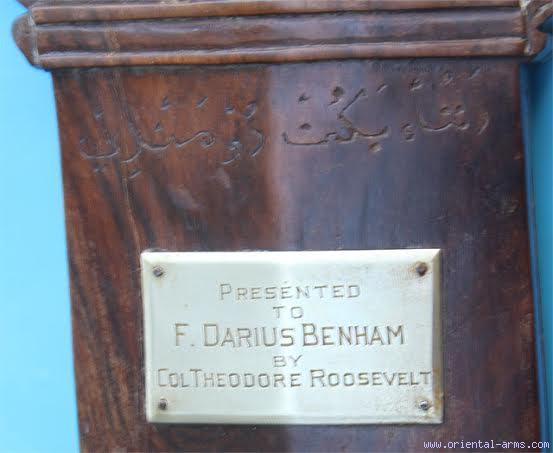 PRESENTED
TO
F. DARIUS BENHAM
BY
COL THEODORE ROOSEVELT
www.oriental-arms.com